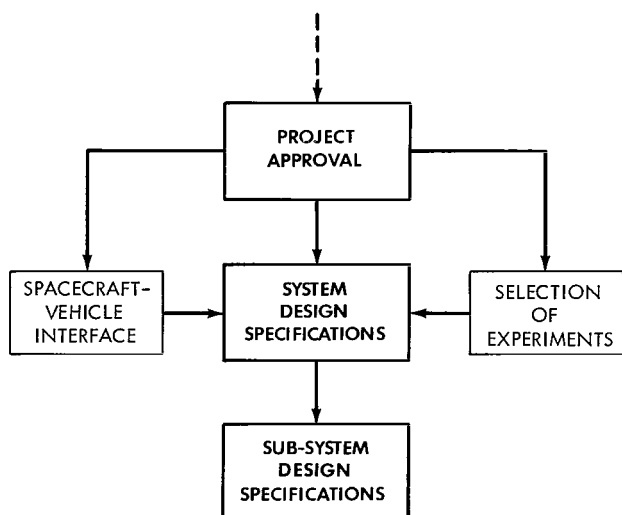 PROJECT
APPROVAL
SPACECRAFT-
VEHICLE
INTERFACE
SYSTEM
DESIGN
SPECIFICATIONS
SELECTION
OF
EXPERIMENTS
SUB-SYSTEM
DESIGN
SPECIFICATIONS